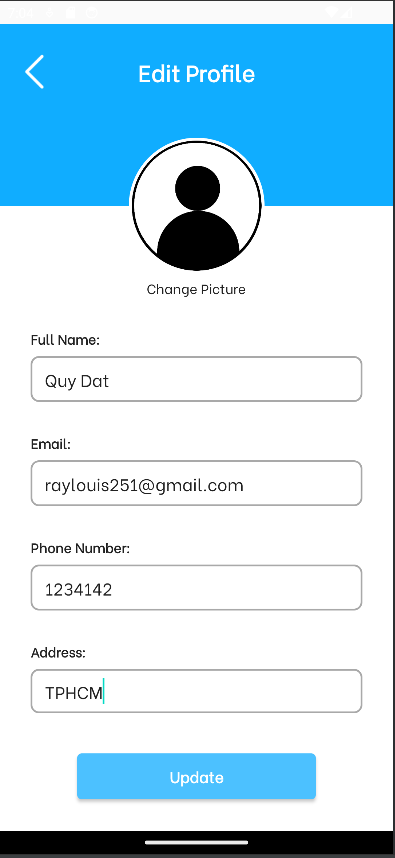 Edit Profile
Change Picture
Full Name:
Quy Dat
Email:
raylouis251@gmail.com
Phone Number:
1234142
Address:
TPHCM
Update